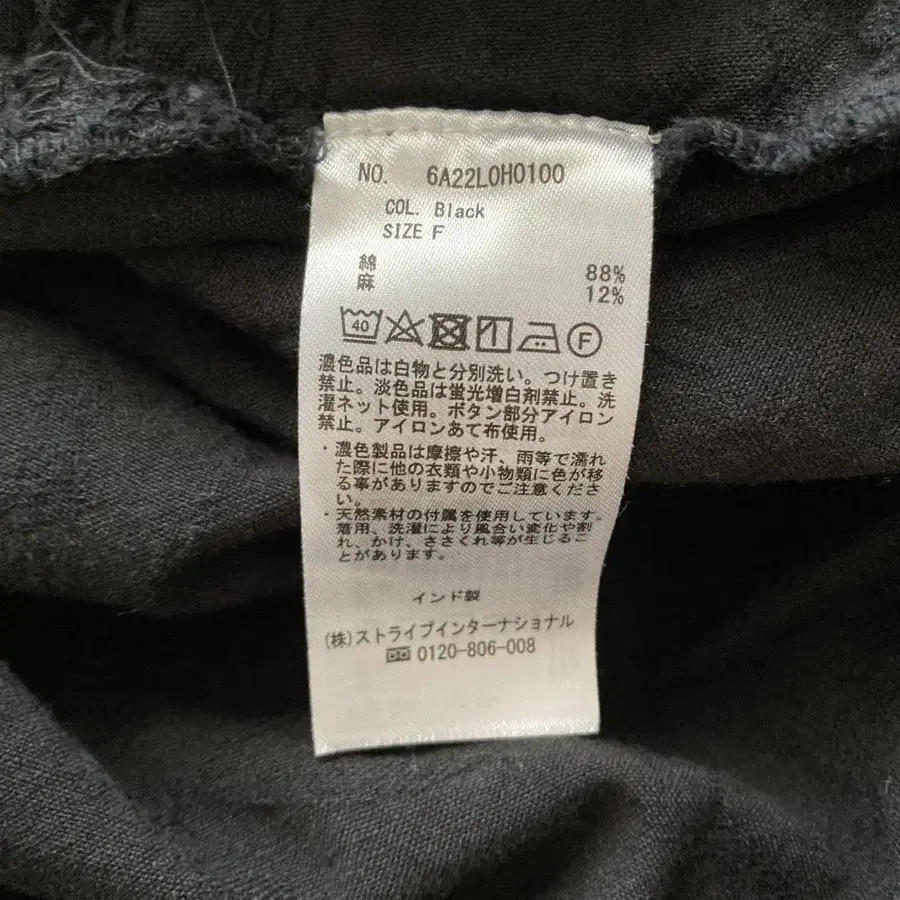 NO. 6A22L0H0100
COL. Black
SIZE F
綿 88%
麻 12%
40 F
濃色品は白物と分別洗い。つけ置き
禁止。淡色品は蛍光増白剤禁止。洗
濯ネット使用。ボタン部分アイロン
禁止。アイロンあて布使用。
・濃色製品は摩擦や汗、雨等で濡れ
た際に他の衣類や小物類に色が移
る事がありますのでご注意くださ
い。
・天然素材の付属を使用しています。
着用、洗濯により風合い変化や割
れ、かけ、ささくれ等が生じるこ
とがあります。
インド製
(株)ストライプインターナショナル
0120-806-008